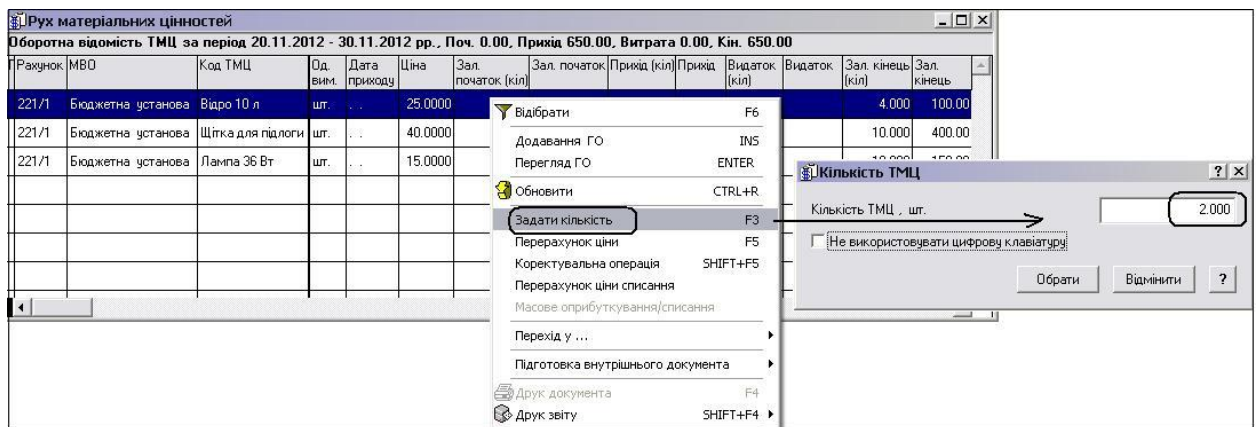 Рух матеріальних цінностей
Оборотна відомість ТМЦ за період 20.11.2012 - 30.11.2012 рр., Поч. 0.00, Прихід 650.00, Витрата 0.00, Кін. 650.00
Рахунок МВО Код ТМЦ Од. вим. Дата приходу Ціна Зал. початок (кіл) Зал. початок Прихід (кіл) Прихід Видаток (кіл) Видаток Зал. кінець (кіл) Зал. кінець
221/1 Бюджетна установа Відро 10 л шт. . . 25.0000 4.000 100.00
221/1 Бюджетна установа Щітка для підлоги шт. . . 40.0000 10.000 400.00
221/1 Бюджетна установа Лампа 36 Вт шт. . . 15.0000
Відібрати F6
Додавання ГО INS
Перегляд ГО ENTER
Обновити CTRL+R
Задати кількість F3
Перерахунок ціни F5
Коректувальна операція SHIFT+F5
Перерахунок ціни списання
Масове оприбуткування/списання
Перехід у ...
Підготовка внутрішнього документа
Друк документа F4
Друк звіту SHIFT+F4
Кількість ТМЦ
Кількість ТМЦ , шт. 2.000
Не використовувати цифрову клавіатуру
Обрати Відмінити ?